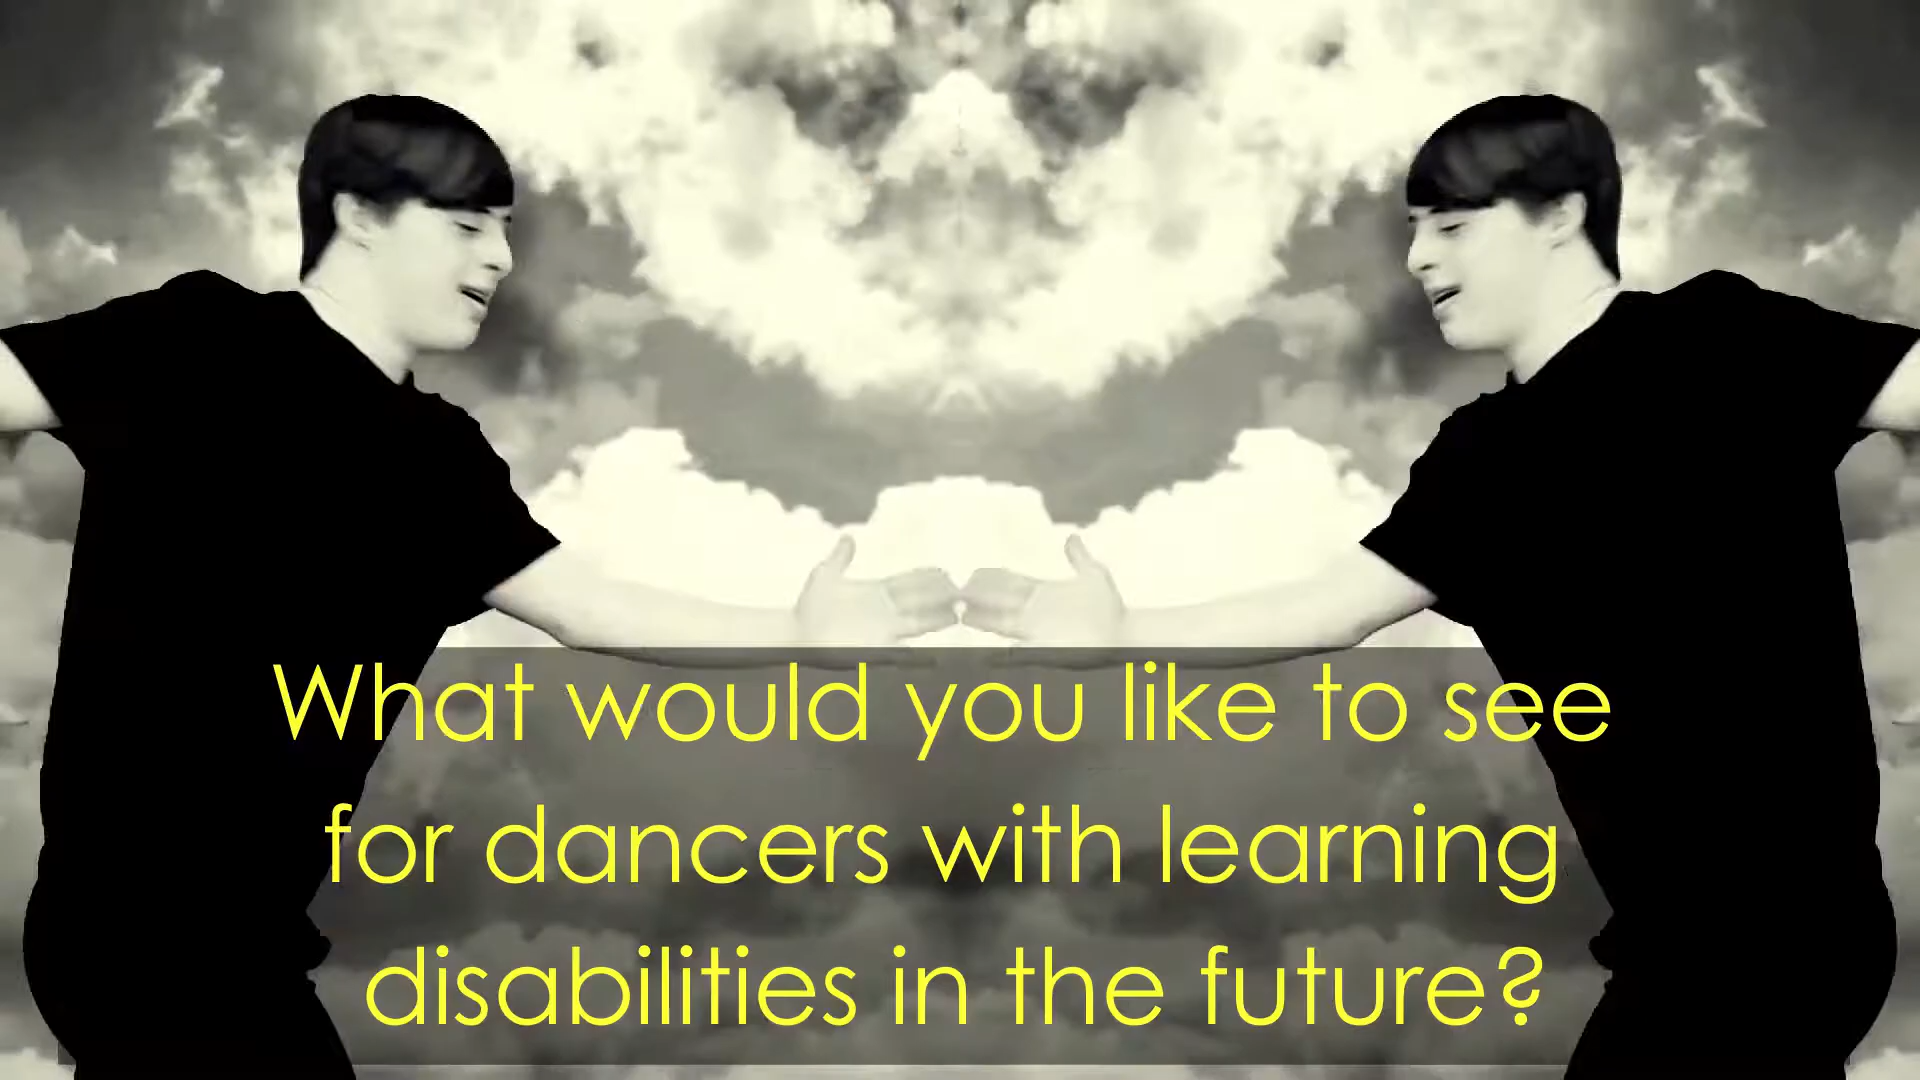 What would you like to see
for dancers with learning
disabilities in the future?